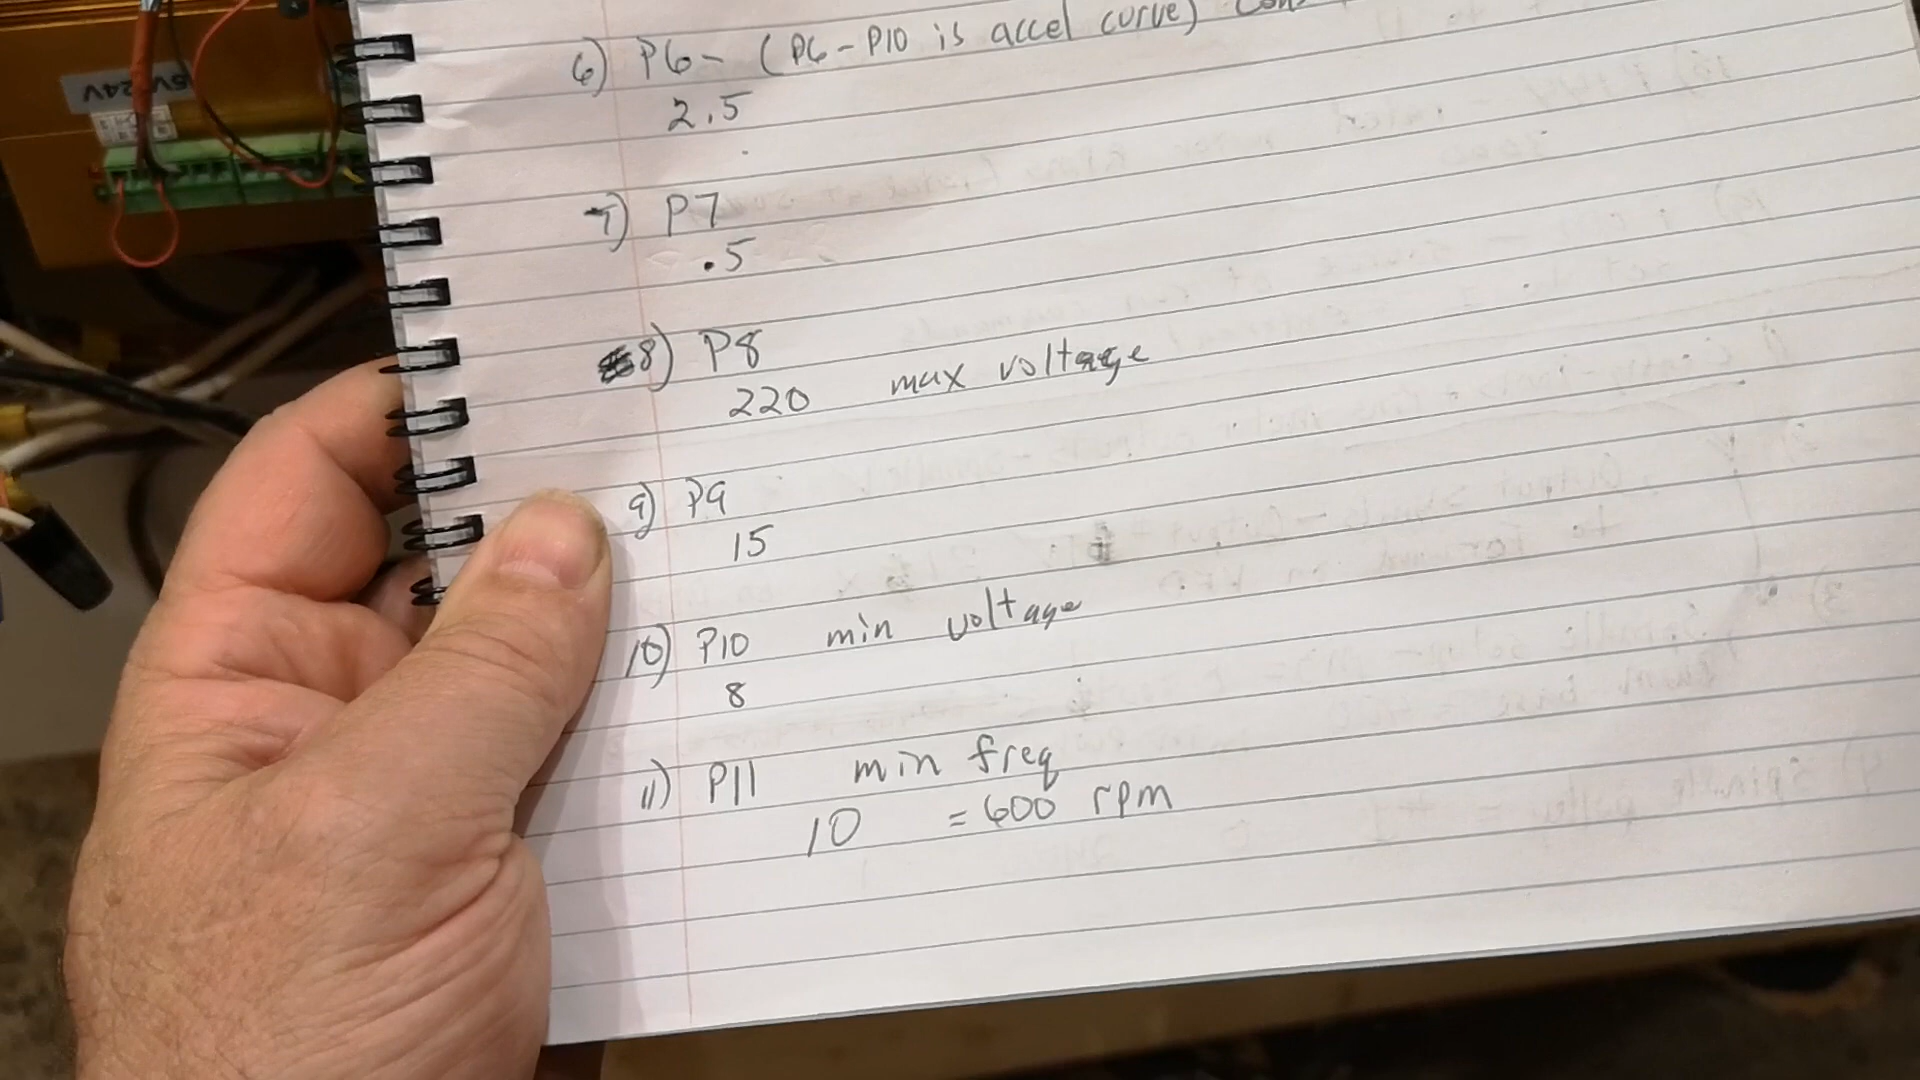 6) P6 - (P6 - P10 is accel curve)
2.5
7) P7
.5
8) P8
220 max voltage
9) P9
15
10) P10 min voltage
8
11) P11 min freq
10 = 600 rpm